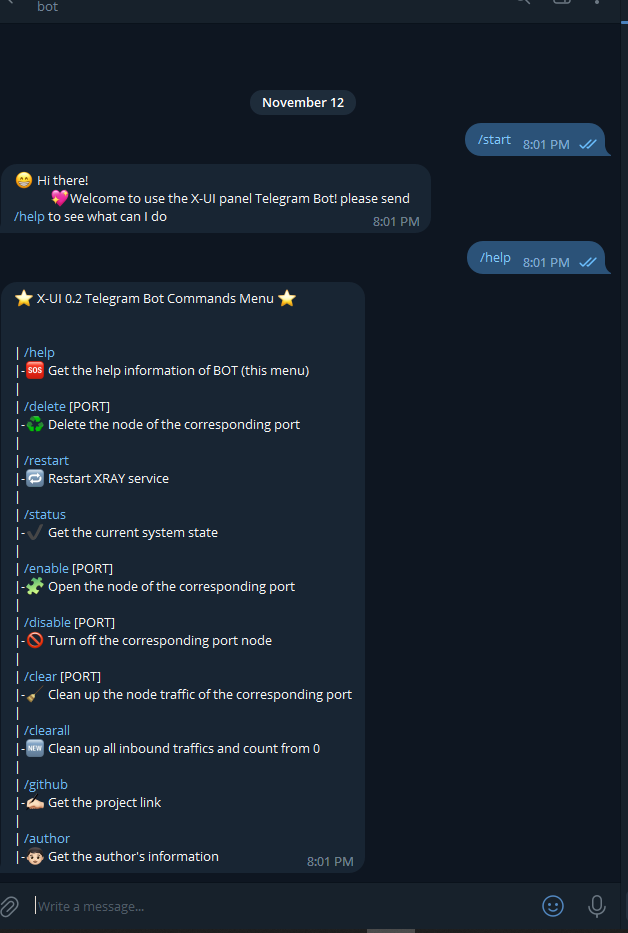 bot
November 12
/start 8:01 PM
😁 Hi there!
💖Welcome to use the X-UI panel Telegram Bot! please send
/help to see what can I do
8:01 PM
/help 8:01 PM
⭐ X-UI 0.2 Telegram Bot Commands Menu ⭐
| /help
|-🆘 Get the help information of BOT (this menu)
|
| /delete [PORT]
|-♻️ Delete the node of the corresponding port
|
| /restart
|-🔁 Restart XRAY service
|
| /status
|-✔️ Get the current system state
|
| /enable [PORT]
|-🧩 Open the node of the corresponding port
|
| /disable [PORT]
|-🚫 Turn off the corresponding port node
|
| /clear [PORT]
|-🧹 Clean up the node traffic of the corresponding port
|
| /clearall
|-🆕 Clean up all inbound traffics and count from 0
|
| /github
|-✍🏻 Get the project link
|
| /author
|-👦🏻 Get the author's information
8:01 PM
Write a message...